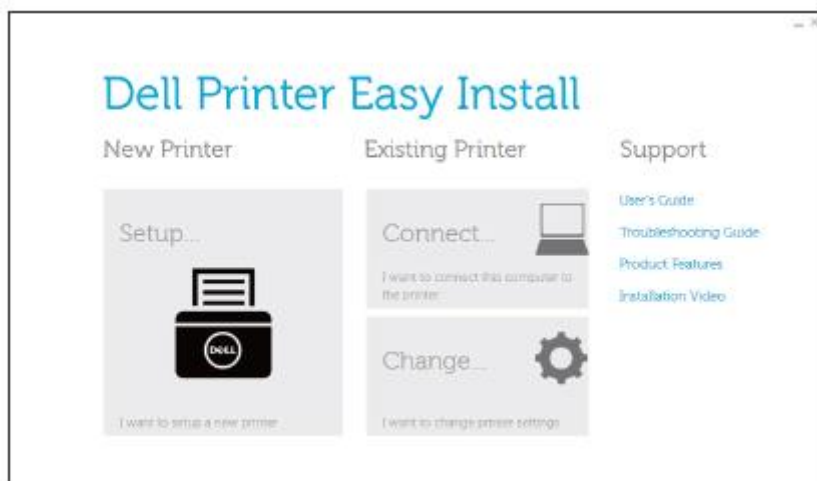 Dell Printer Easy Install
New Printer
Setup...
DELL
I want to setup a new printer
Existing Printer
Connect...
I want to connect this computer to
the printer
Change...
I want to change printer settings
Support
User's Guide
Troubleshooting Guide
Product Features
Installation Video